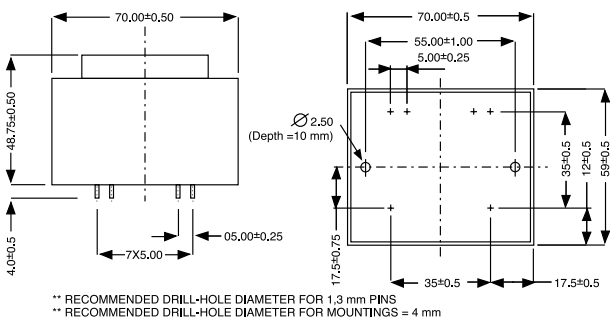 70.00±0.50
48.75±0.50
4.0±0.5
7X5.00
05.00±0.25
70.00±0.5
55.00±1.00
5.00±0.25
Ø 2.50
(Depth =10 mm)
35±0.5
12±0.5
59±0.5
17.5±0.75
35±0.5
17.5±0.5
** RECOMMENDED DRILL-HOLE DIAMETER FOR 1,3 mm PINS
** RECOMMENDED DRILL-HOLE DIAMETER FOR MOUNTINGS = 4 mm